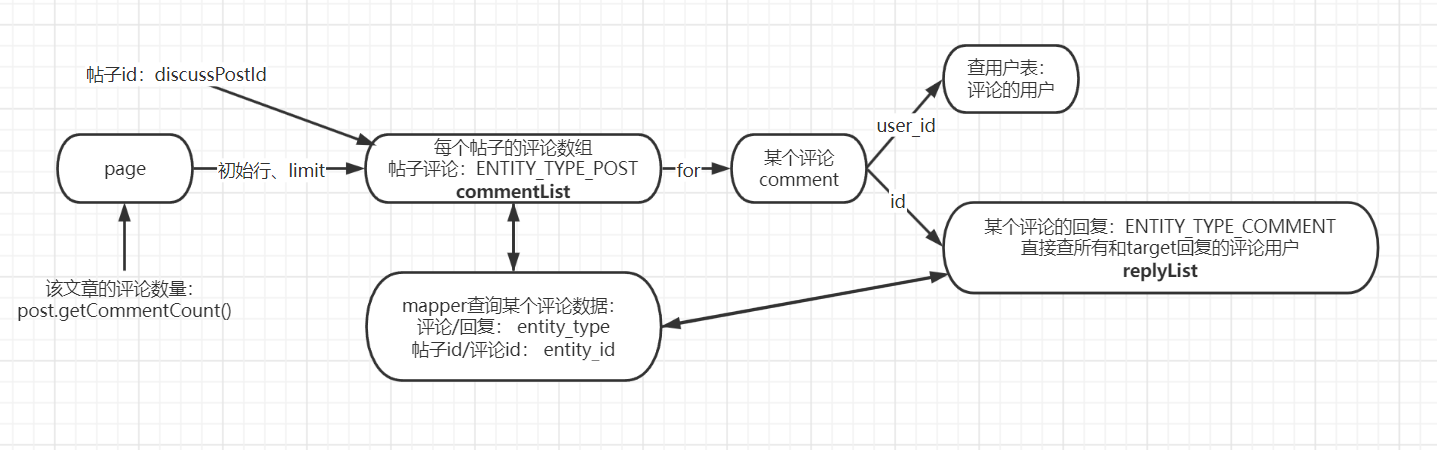 帖子id：discussPostId
page
初始行、limit
该文章的评论数量：
post.getCommentCount()
每个帖子的评论数组
帖子评论：ENTITY_TYPE_POST
commentList
mapper查询某个评论数据：
评论/回复： entity_type
帖子id/评论id： entity_id
for
某个评论
comment
user_id
id
查用户表：
评论的用户
某个评论的回复：ENTITY_TYPE_COMMENT
直接查所有和target回复的评论用户
replyList